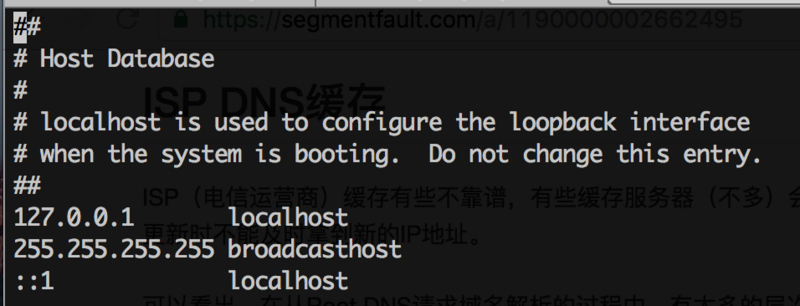 https://segmentfault.com/a/1190000002662495
##
# Host Database
#
ISP DNS缓存
# localhost is used to configure the loopback interface
# when the system is booting.  Do not change this entry.
##
ISP（电信运营商）缓存有些不靠谱，有些缓存服务器（不多）会
127.0.0.1       localhost
更新时不能及时拿到新的IP地址。
255.255.255.255 broadcasthost
::1             localhost
可以看出，在从Root DNS请求域名解析的过程中，有太多的层次